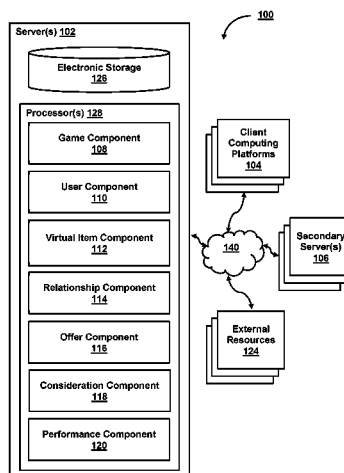 100
Server(s) 102
Electronic Storage
126
Processor(s) 128
Game Component
108
User Component
110
Virtual Item Component
112
Relationship Component
114
Offer Component
116
Consideration Component
118
Performance Component
120
Client
Computing
Platforms
104
140
Secondary
Server(s)
106
External
Resources
124